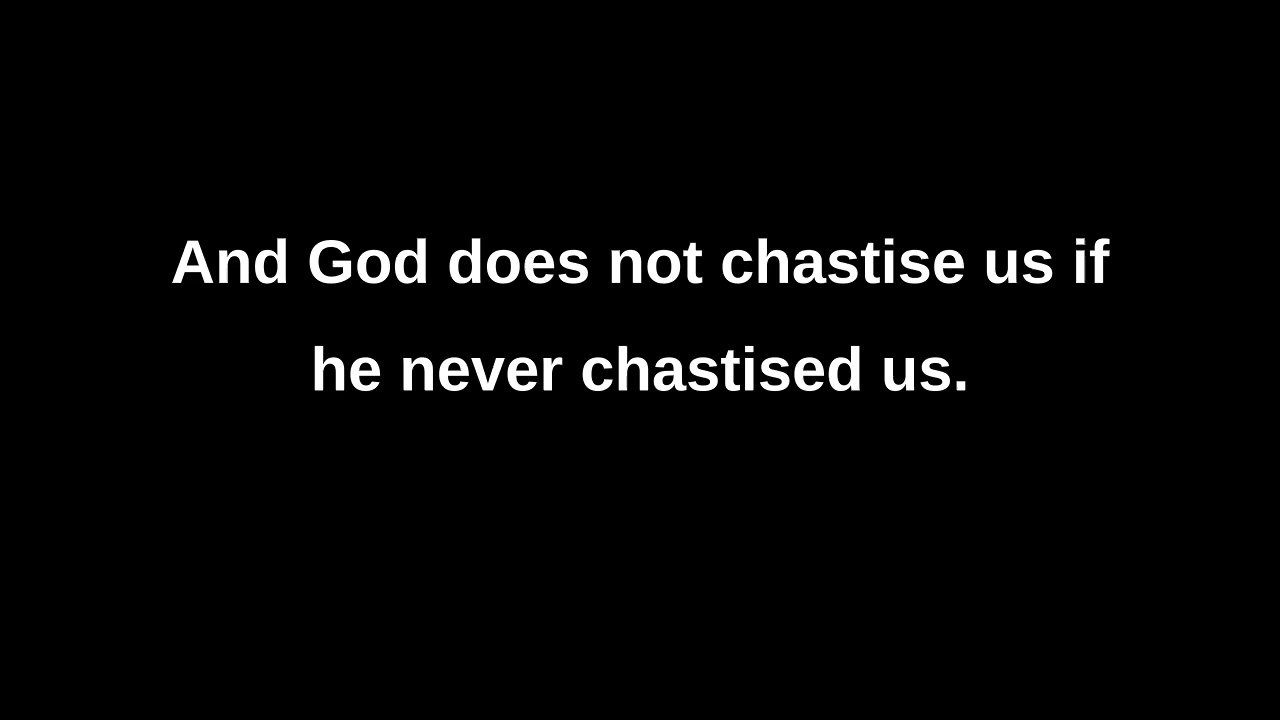 And God does not chastise us if
he never chastised us.